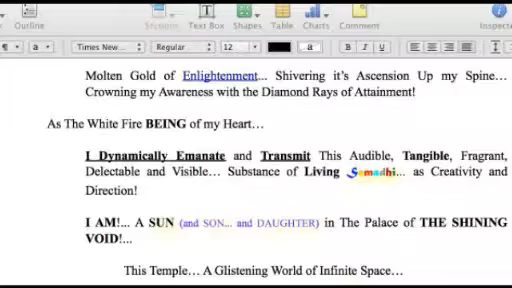 Outline Sections Text Box Shapes Table Charts Comment Inspecto
¶ a Times New... Regular 12 B I U
Molten Gold of Enlightenment... Shivering it's Ascension Up my Spine...
Crowning my Awareness with the Diamond Rays of Attainment!
As The White Fire BEING of my Heart...
I Dynamically Emanate and Transmit This Audible, Tangible, Fragrant,
Delectable and Visible... Substance of Living Samadhi... as Creativity and
Direction!
I AM!... A SUN (and SON... and DAUGHTER) in The Palace of THE SHINING
VOID!...
This Temple... A Glistening World of Infinite Space...